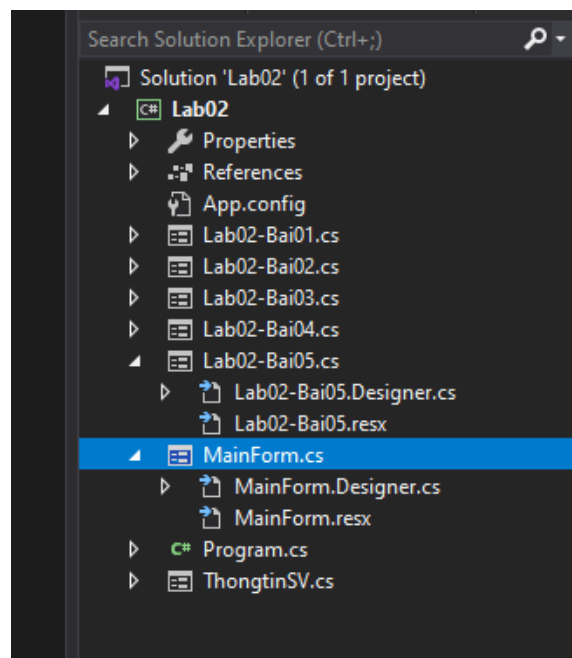 Search Solution Explorer (Ctrl+;)
Solution 'Lab02' (1 of 1 project)
C# Lab02
Properties
References
App.config
Lab02-Bai01.cs
Lab02-Bai02.cs
Lab02-Bai03.cs
Lab02-Bai04.cs
Lab02-Bai05.cs
Lab02-Bai05.Designer.cs
Lab02-Bai05.resx
MainForm.cs
MainForm.Designer.cs
MainForm.resx
C# Program.cs
ThongtinSV.cs